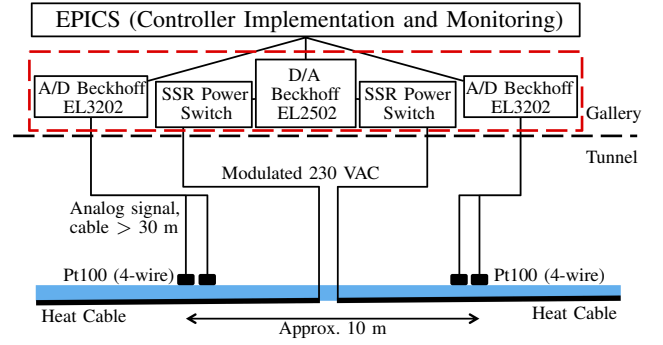 EPICS (Controller Implementation and Monitoring)
A/D Beckhoff
EL3202
SSR Power
Switch
D/A
Beckhoff
EL2502
SSR Power
Switch
A/D Beckhoff
EL3202
Gallery
Tunnel
Modulated 230 VAC
Analog signal,
cable > 30 m
Pt100 (4-wire)
Pt100 (4-wire)
Heat Cable
Heat Cable
Approx. 10 m